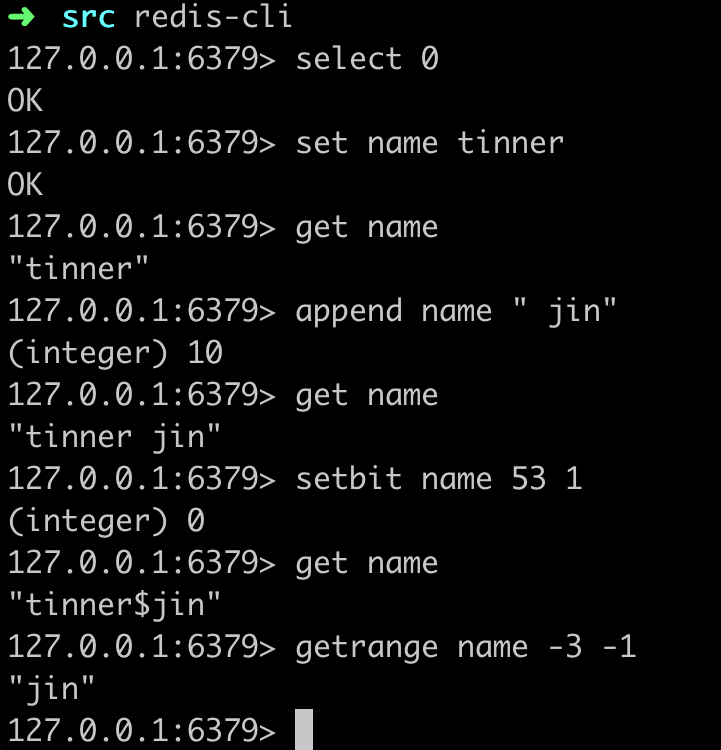 ➜ src redis-cli
127.0.0.1:6379> select 0
OK
127.0.0.1:6379> set name tinner
OK
127.0.0.1:6379> get name
"tinner"
127.0.0.1:6379> append name " jin"
(integer) 10
127.0.0.1:6379> get name
"tinner jin"
127.0.0.1:6379> setbit name 53 1
(integer) 0
127.0.0.1:6379> get name
"tinner$jin"
127.0.0.1:6379> getrange name -3 -1
"jin"
127.0.0.1:6379>